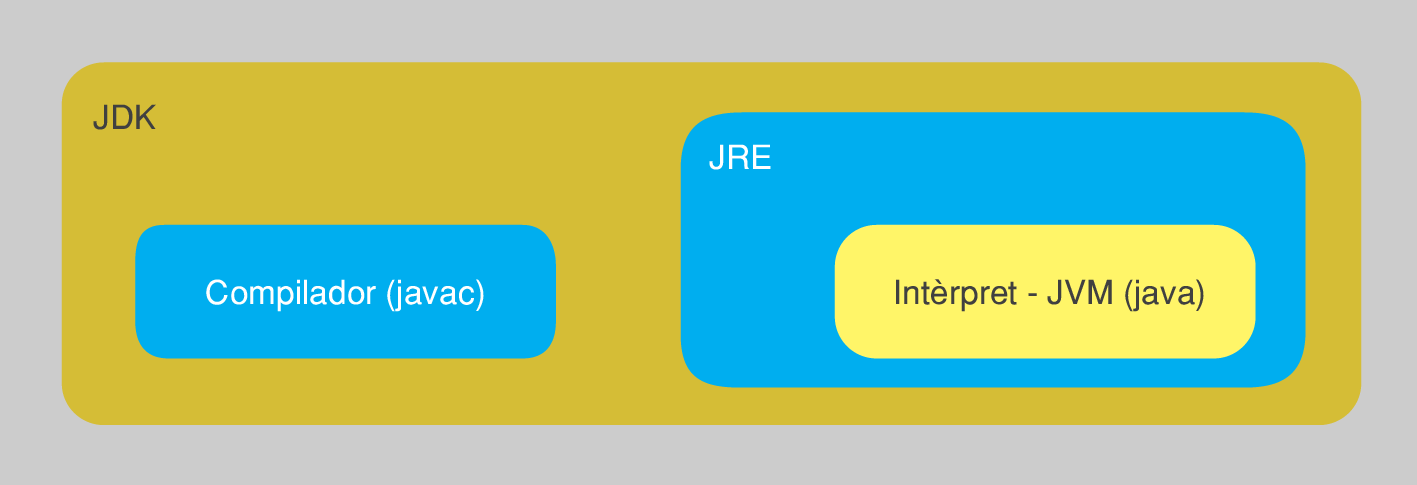 JDK
JRE
Compilador (javac)
Intèrpret - JVM (java)